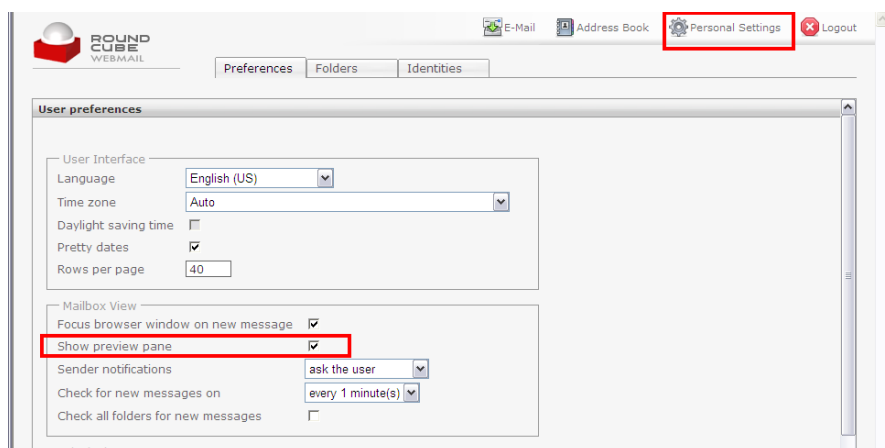 ROUND
CUBE
WEBMAIL
E-Mail Address Book Personal Settings Logout
Preferences Folders Identities
User preferences
User Interface
Language English (US)
Time zone Auto
Daylight saving time
Pretty dates
Rows per page 40
Mailbox View
Focus browser window on new message
Show preview pane
Sender notifications ask the user
Check for new messages on every 1 minute(s)
Check all folders for new messages